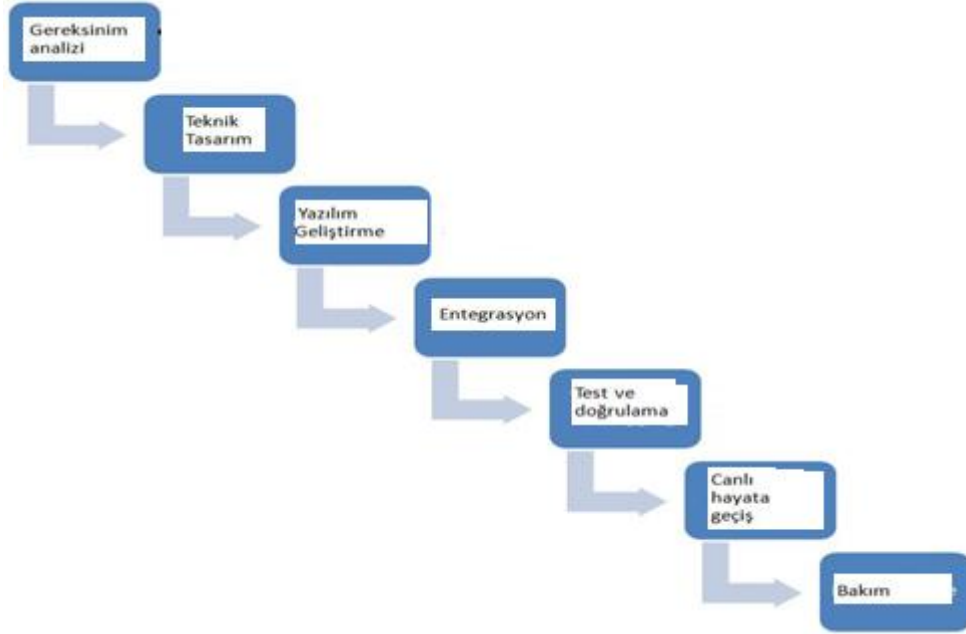 Gereksinim
analizi
Teknik
Tasarım
Yazılım
Geliştirme
Entegrasyon
Test ve
doğrulama
Canlı
hayata
geçiş
Bakım